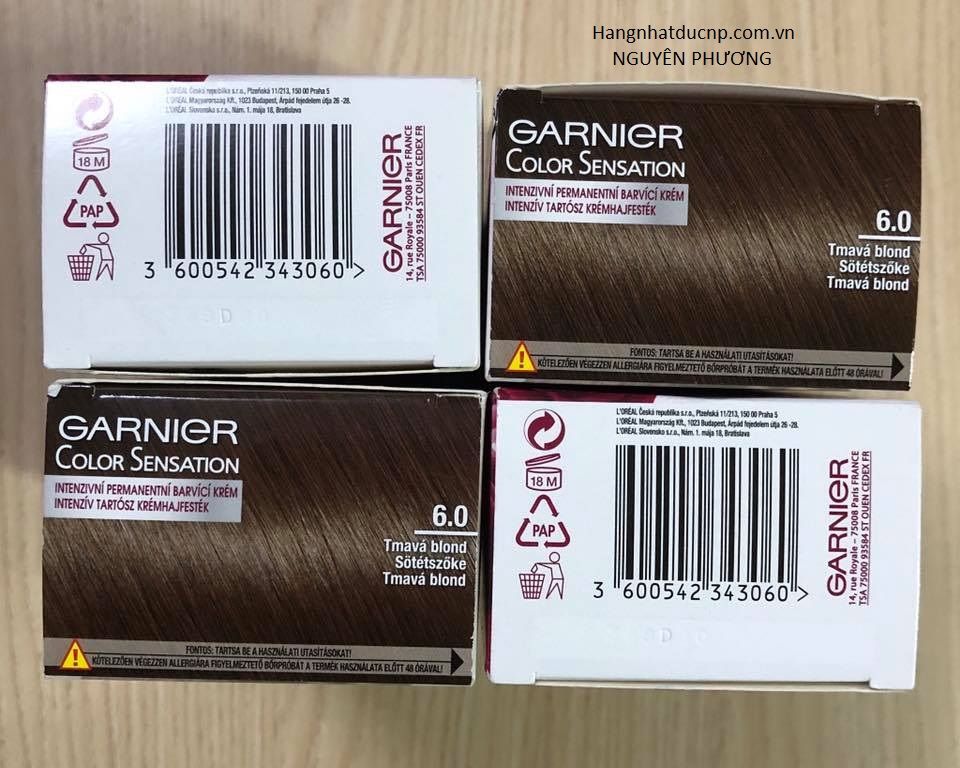 Hangnhatducnp.com.vn
NGUYÊN PHƯƠNG
L'ORÉAL Česká republika s.r.o., Plzeňská 11/213, 150 00 Praha 5
L'ORÉAL Magyarország Kft., 1023 Budapest, Árpád fejedelem útja 26 -28.
L'ORÉAL Slovensko s.r.o., Nám. 1. mája 18, Bratislava
18 M
PAP
3 600542 343060 >
GARNIER
14, rue Royale – 75008 Paris FRANCE
TSA 75000 93584 ST OUEN CEDEX FR
GARNIER
COLOR SENSATION
INTENZIVNÍ PERMANENTNÍ BARVÍCÍ KRÉM
INTENZÍV TARTÓSZ KRÉMHAJFESTÉK
6.0
Tmavá blond
Sötétszőke
Tmavá blond
FONTOS: TARTSA BE A HASZNÁLATI UTASÍTÁSOKAT!
KÖTELEZŐEN VÉGEZZEN ALLERGIÁRA FIGYELMEZTETŐ BŐRPRÓBÁT A TERMÉK HASZNÁLATA ELŐTT 48 ÓRÁVAL!
GARNIER
COLOR SENSATION
INTENZIVNÍ PERMANENTNÍ BARVÍCÍ KRÉM
INTENZÍV TARTÓSZ KRÉMHAJFESTÉK
6.0
Tmavá blond
Sötétszőke
Tmavá blond
FONTOS: TARTSA BE A HASZNÁLATI UTASÍTÁSOKAT!
KÖTELEZŐEN VÉGEZZEN ALLERGIÁRA FIGYELMEZTETŐ BŐRPRÓBÁT A TERMÉK HASZNÁLATA ELŐTT 48 ÓRÁVAL!
L'ORÉAL Česká republika s.r.o., Plzeňská 11/213, 150 00 Praha 5
L'ORÉAL Magyarország Kft., 1023 Budapest, Árpád fejedelem útja 26 -28.
L'ORÉAL Slovensko s.r.o., Nám. 1. mája 18, Bratislava
18 M
PAP
3 600542 343060 >
GARNIER
14, rue Royale – 75008 Paris FRANCE
TSA 75000 93584 ST OUEN CEDEX FR